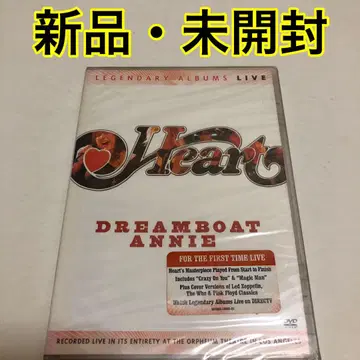 新品・未開封
LEGENDARY ALBUMS LIVE
Heart
DREAMBOAT
ANNIE
FOR THE FIRST TIME LIVE
Heart's Masterpiece Played From Start to Finish
Includes "Crazy On You" & "Magic Man"
Plus Cover Versions of Led Zeppelin,
The Who & Pink Floyd Classics
Watch Legendary Albums Live on DIRECTV
DVD
RECORDED LIVE IN ITS ENTIRETY AT THE ORPHEUM THEATRE IN LOS ANGELES